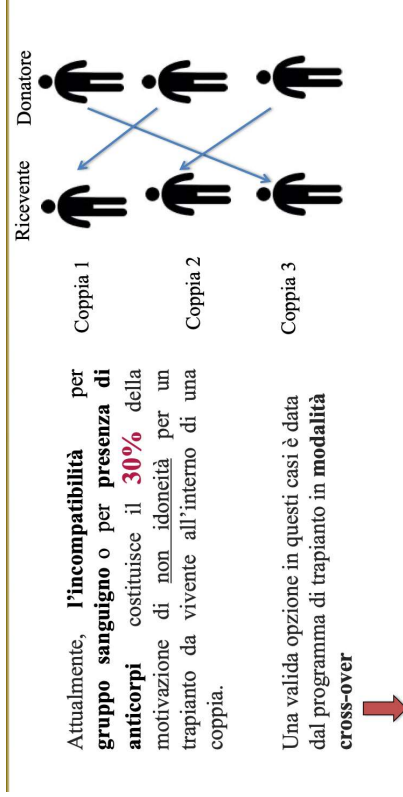 Attualmente, l'incompatibilità per
gruppo sanguigno o per presenza di
anticorpi costituisce il 30% della
motivazione di non idoneità per un
trapianto da vivente all'interno di una
coppia.
Una valida opzione in questi casi è data
dal programma di trapianto in modalità
cross-over
Ricevente Donatore
Coppia 1
Coppia 2
Coppia 3